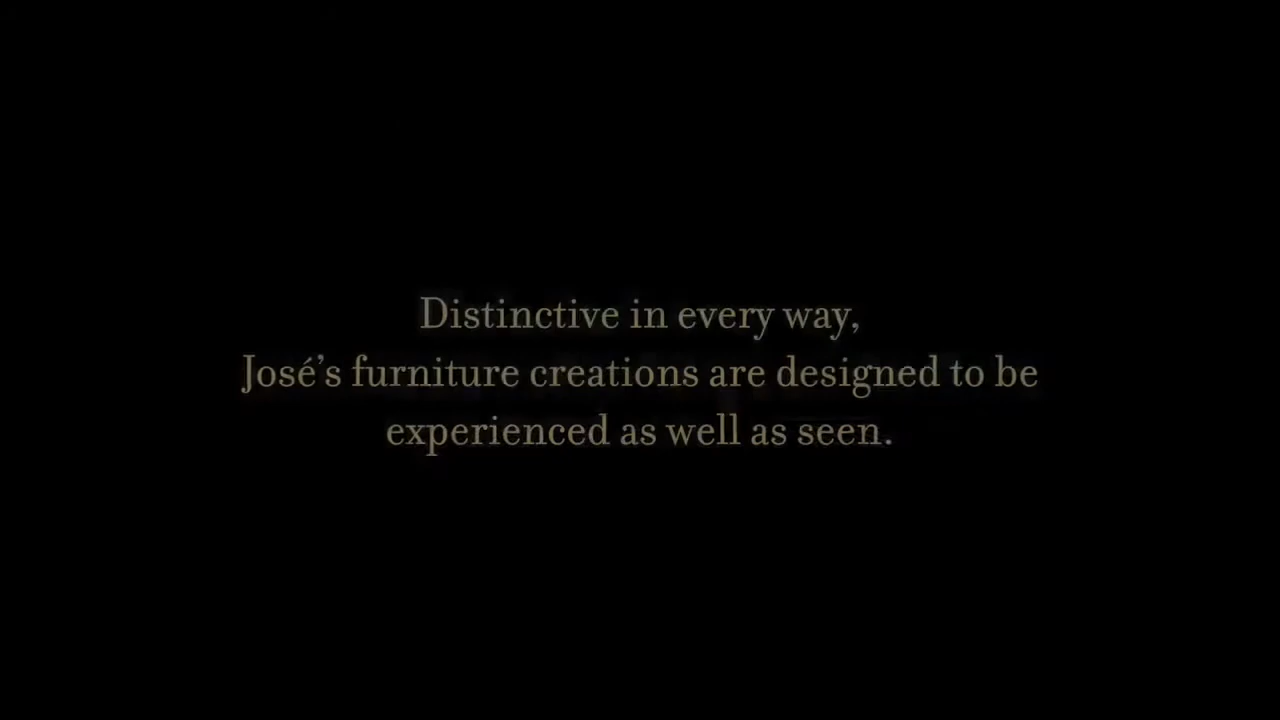 Distinctive in every way,
José’s furniture creations are designed to be
experienced as well as seen.